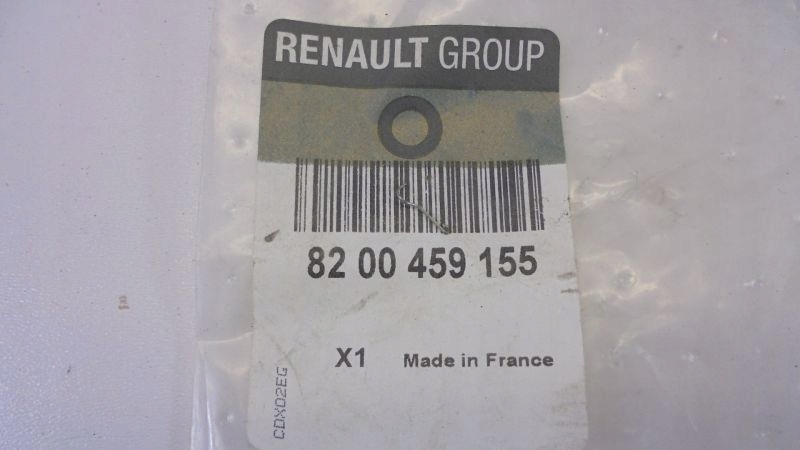 RENAULT GROUP
82 00 459 155
X1 Made in France
CDX02EG